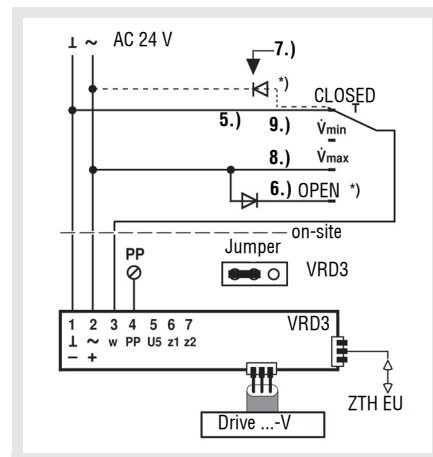 ⊥ ~ AC 24 V
7.)
*)
CLOSED
5.)
9.) V̇min
8.) V̇max
6.) OPEN *)
on-site
PP
Jumper
VRD3
1 2 3 4 5 6 7
VRD3
⊥ ~ w PP U5 z1 z2
– +
ZTH EU
Drive ...-V